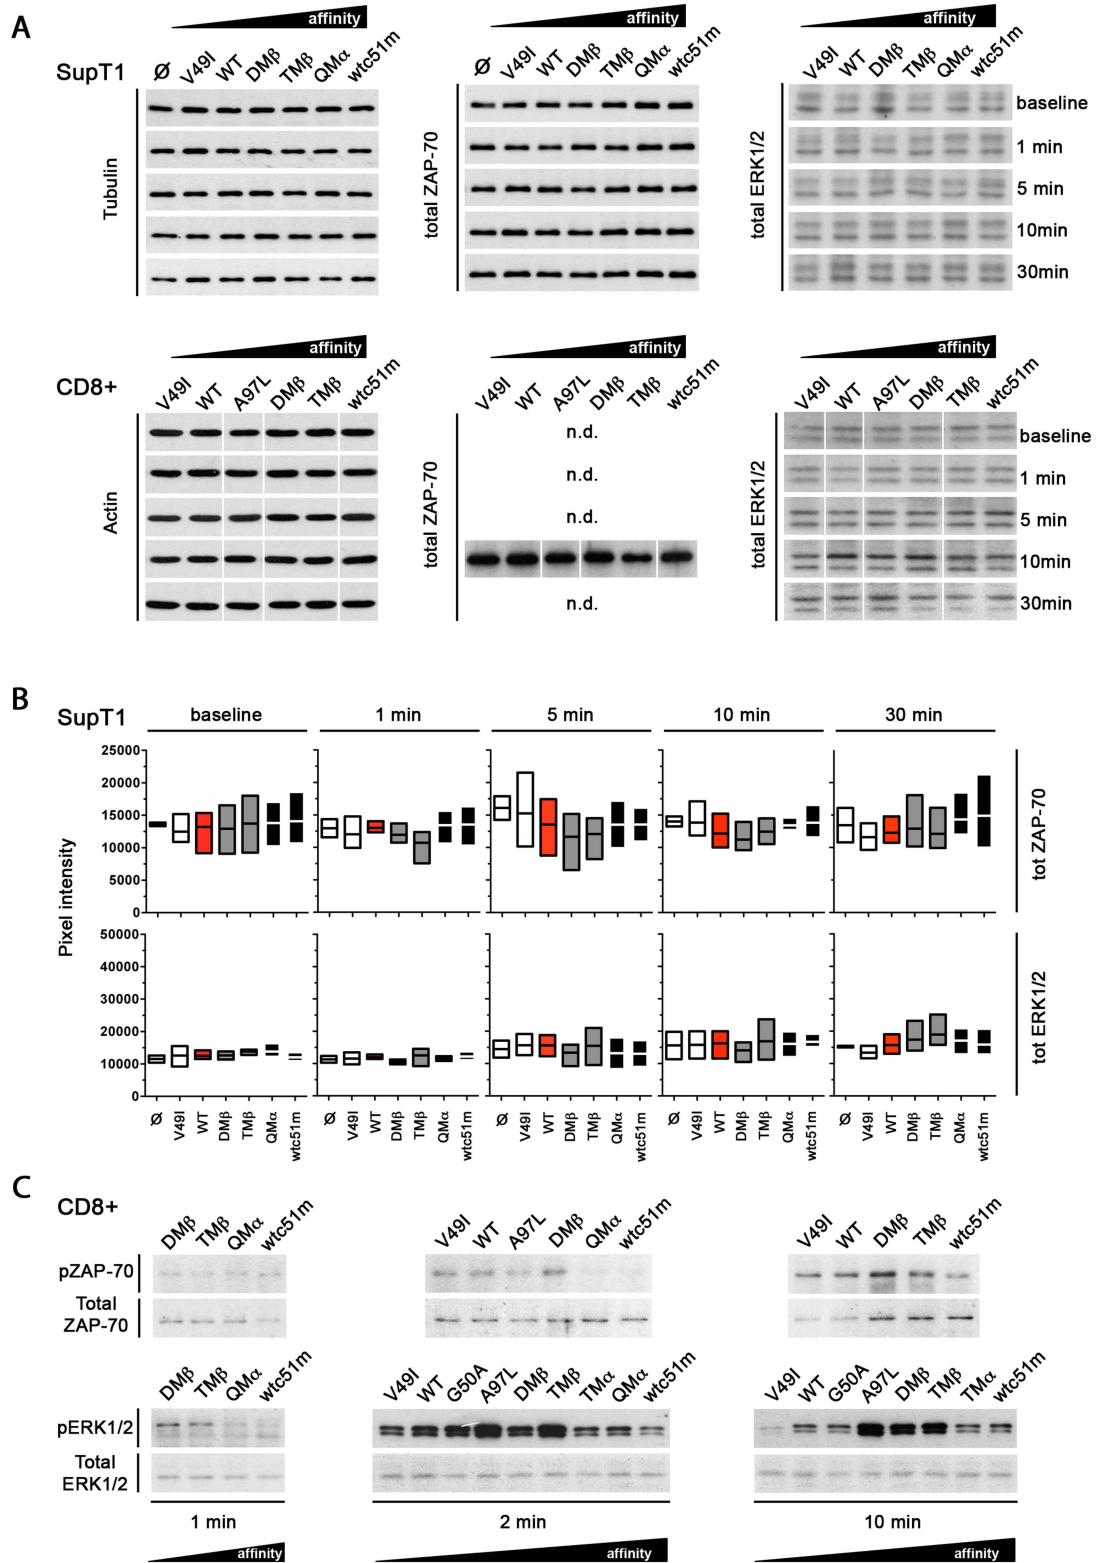 A
affinity
affinity
affinity
SupT1
Ø V49I WT DMβ TMβ QMα wtc51m
Ø V49I WT DMβ TMβ QMα wtc51m
V49I WT DMβ TMβ QMα wtc51m
Tubulin
total ZAP-70
total ERK1/2
baseline
1 min
5 min
10min
30min
affinity
affinity
affinity
CD8+
V49I WT A97L DMβ TMβ wtc51m
V49I WT A97L DMβ TMβ wtc51m
V49I WT A97L DMβ TMβ wtc51m
Actin
total ZAP-70
n.d.
n.d.
n.d.
n.d.
total ERK1/2
baseline
1 min
5 min
10min
30min
B
SupT1
baseline 1 min 5 min 10 min 30 min
Pixel intensity
25000
20000
15000
10000
5000
0
tot ZAP-70
50000
40000
30000
20000
10000
0
tot ERK1/2
Ø V49I WT DMβ TMβ QMα wtc51m
Ø V49I WT DMβ TMβ QMα wtc51m
Ø V49I WT DMβ TMβ QMα wtc51m
Ø V49I WT DMβ TMβ QMα wtc51m
Ø V49I WT DMβ TMβ QMα wtc51m
C
CD8+
DMβ TMβ QMα wtc51m
V49I WT A97L DMβ QMα wtc51m
V49I WT DMβ TMβ wtc51m
pZAP-70
Total
ZAP-70
DMβ TMβ QMα wtc51m
V49I WT G50A A97L DMβ TMβ TMα QMα wtc51m
V49I WT G50A A97L DMβ TMβ TMα wtc51m
pERK1/2
Total
ERK1/2
1 min
2 min
10 min
affinity
affinity
affinity